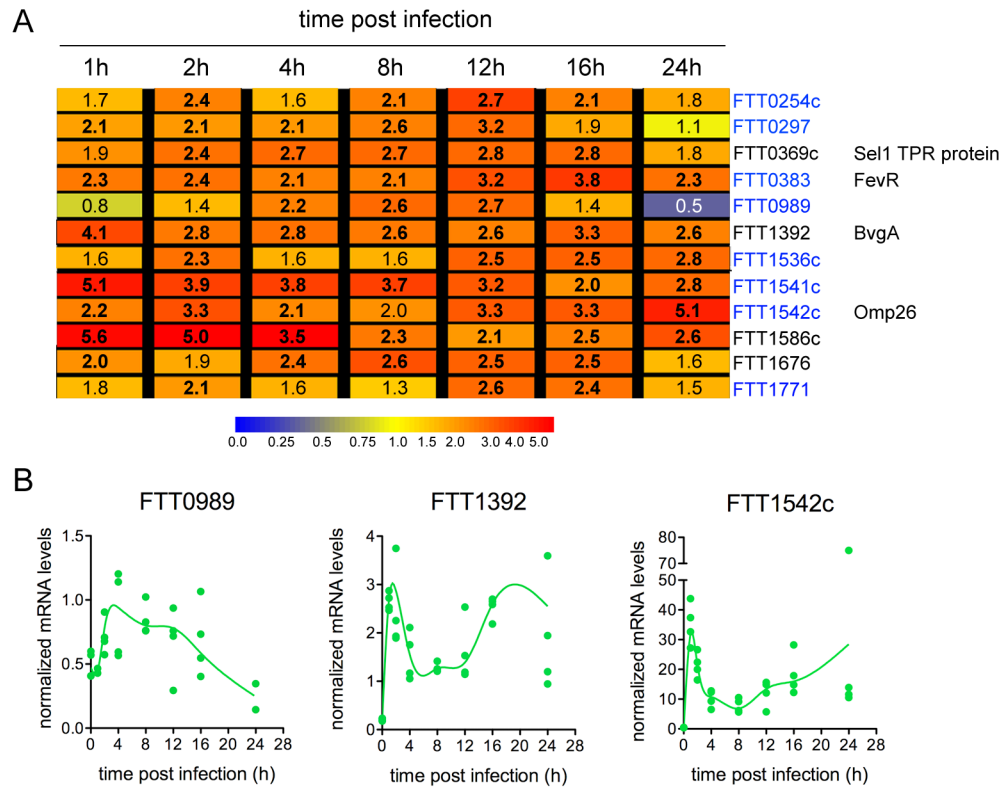 A
time post infection
1h 2h 4h 8h 12h 16h 24h
1.7 2.4 1.6 2.1 2.7 2.1 1.8 FTT0254c
2.1 2.1 2.1 2.6 3.2 1.9 1.1 FTT0297
1.9 2.4 2.7 2.7 2.8 2.8 1.8 FTT0369c Sel1 TPR protein
2.3 2.4 2.1 2.1 3.2 3.8 2.3 FTT0383 FevR
0.8 1.4 2.2 2.6 2.7 1.4 0.5 FTT0989
4.1 2.8 2.8 2.6 2.6 3.3 2.6 FTT1392 BvgA
1.6 2.3 1.6 1.6 2.5 2.5 2.8 FTT1536c
5.1 3.9 3.8 3.7 3.2 2.0 2.8 FTT1541c
2.2 3.3 2.1 2.0 3.3 3.3 5.1 FTT1542c Omp26
5.6 5.0 3.5 2.3 2.1 2.5 2.6 FTT1586c
2.0 1.9 2.4 2.6 2.5 2.5 1.6 FTT1676
1.8 2.1 1.6 1.3 2.6 2.4 1.5 FTT1771
0.0 0.25 0.5 0.75 1.0 2.0 3.0 4.0 5.0
B
FTT0989
normalized mRNA levels
1.5
1.0
0.5
0.0
0 4 8 12 16 20 24 28
time post infection (h)
FTT1392
normalized mRNA levels
4
3
2
1
0
0 4 8 12 16 20 24 28
time post infection (h)
FTT1542c
normalized mRNA levels
80
70
50
40
30
20
10
0
0 4 8 12 16 20 24 28
time post infection (h)